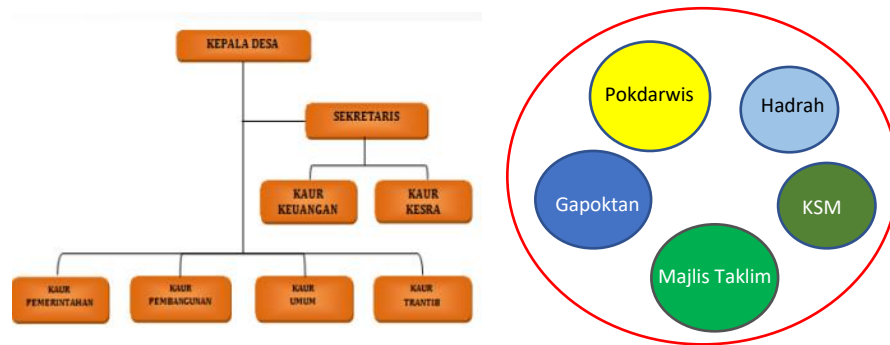 KEPALA DESA
SEKRETARIS
KAUR
KEUANGAN
KAUR
KESRA
KAUR
PEMERINTAHAN
KAUR
PEMBANGUNAN
KAUR
UMUM
KAUR
TRANTIB
Pokdarwis
Hadrah
Gapoktan
KSM
Majlis Taklim